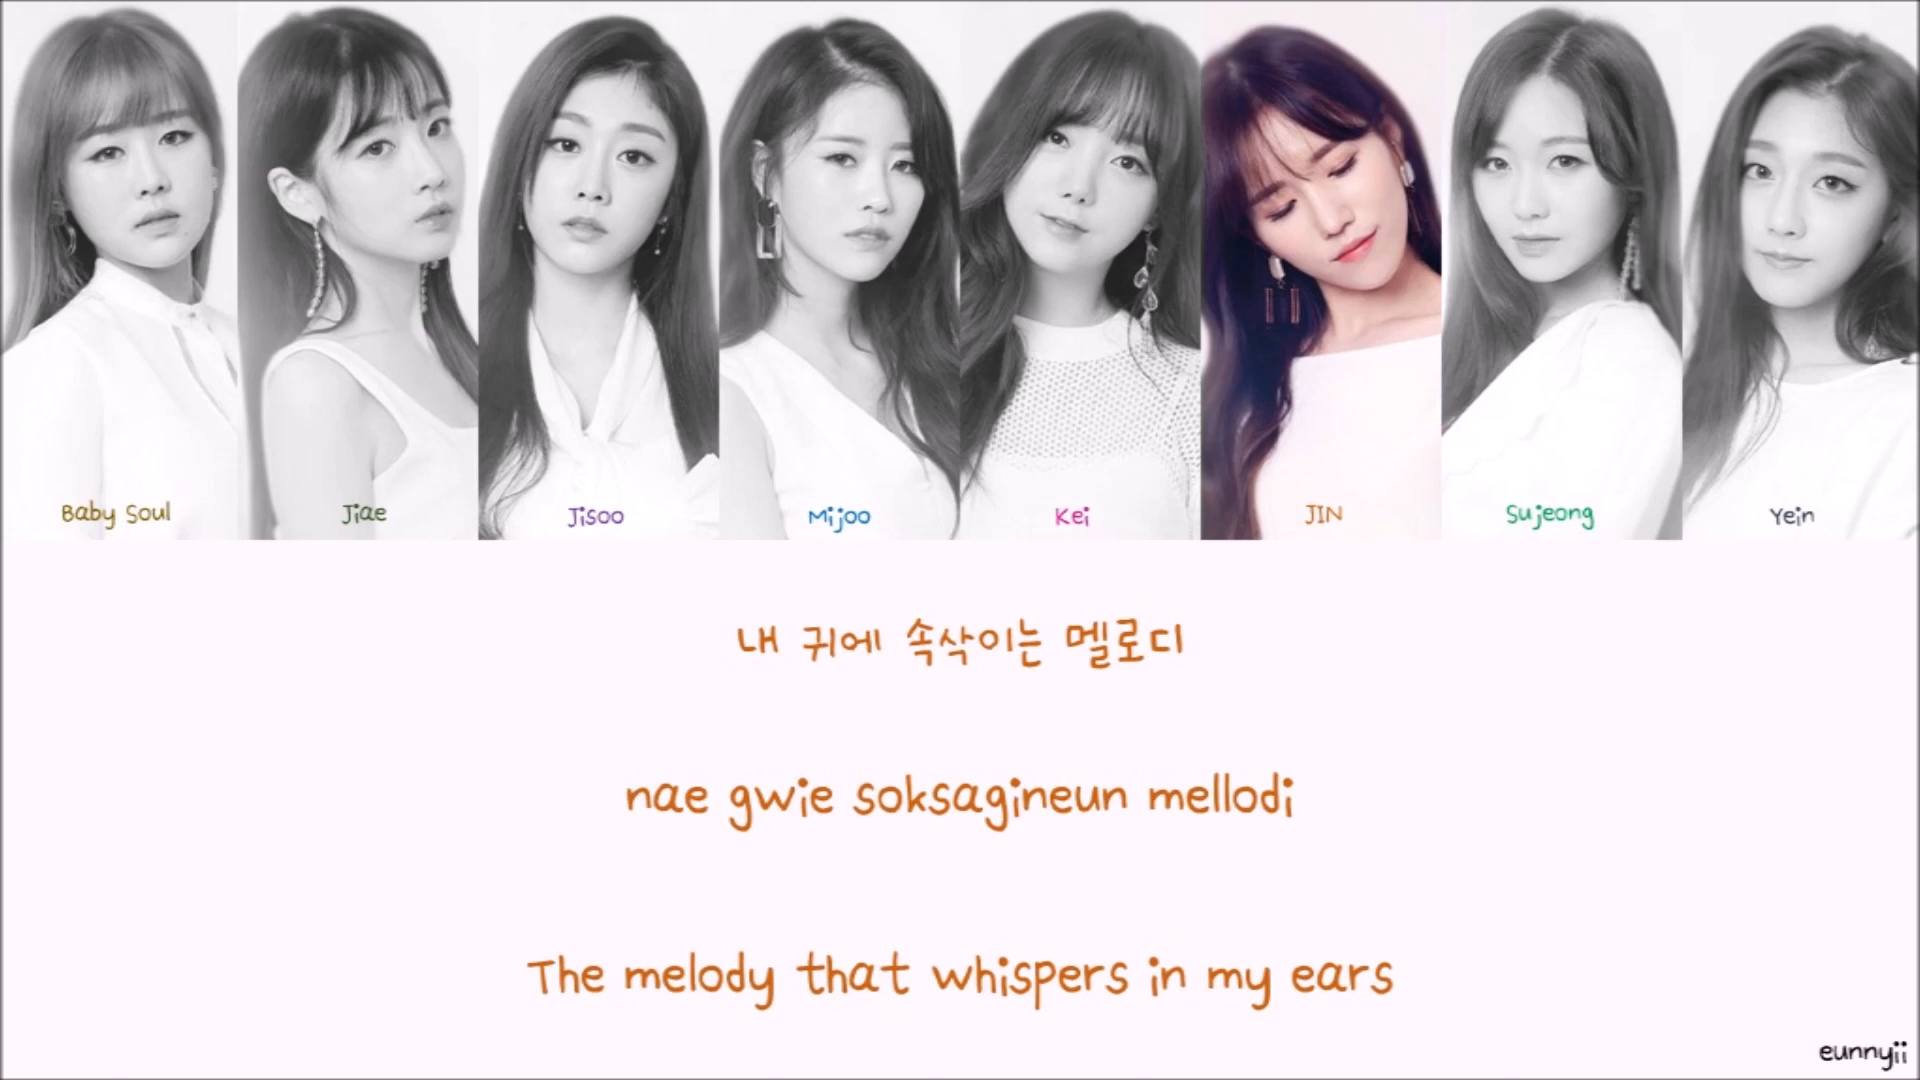 Baby Soul
Jiae
Jisoo
Mijoo
Kei
JIN
Sujeong
Yein
내 귀에 속삭이는 멜로디
nae gwie soksagineun mellodi
The melody that whispers in my ears
eunnyii